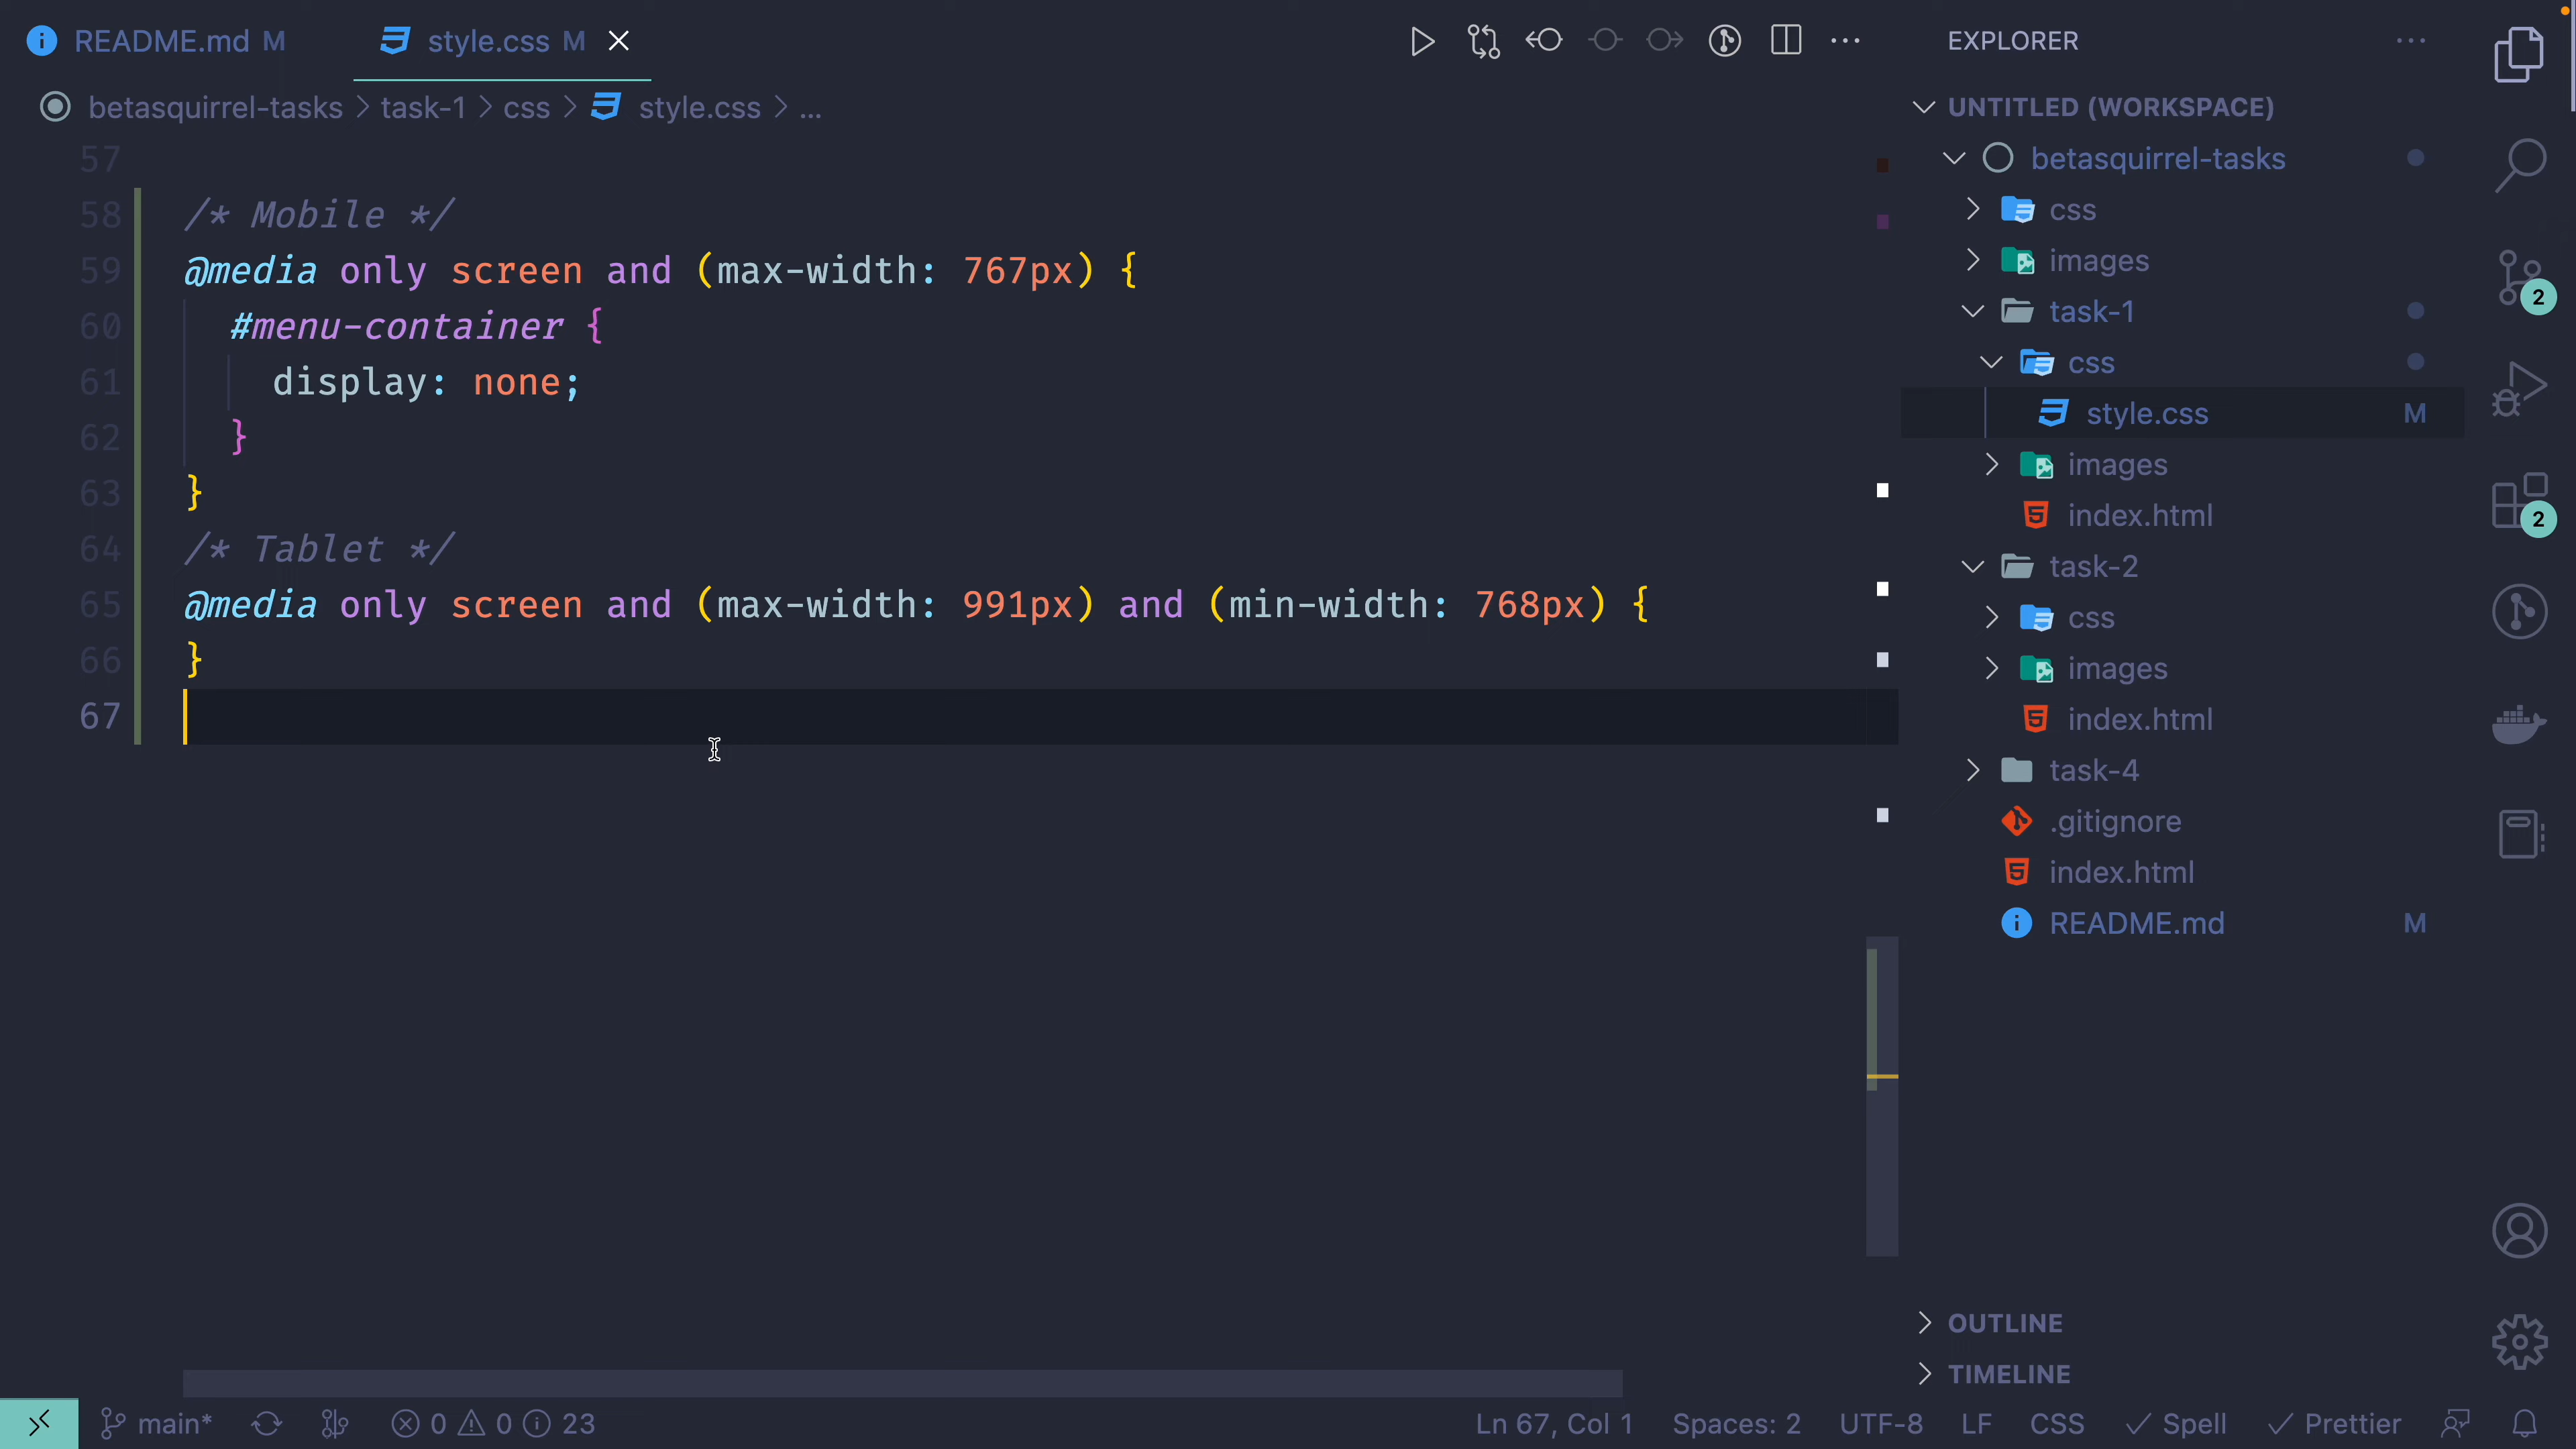 README.md M
style.css M
betasquirrel-tasks > task-1 > css > style.css > ...
57
58 /* Mobile */
59 @media only screen and (max-width: 767px) {
60 #menu-container {
61 display: none;
62 }
63 }
64 /* Tablet */
65 @media only screen and (max-width: 991px) and (min-width: 768px) {
66 }
67
EXPLORER
UNTITLED (WORKSPACE)
betasquirrel-tasks
css
images
task-1
css
style.css M
images
index.html
task-2
css
images
index.html
task-4
.gitignore
index.html
README.md M
OUTLINE
TIMELINE
2
2
main* 0 0 23 Ln 67, Col 1 Spaces: 2 UTF-8 LF CSS Spell Prettier